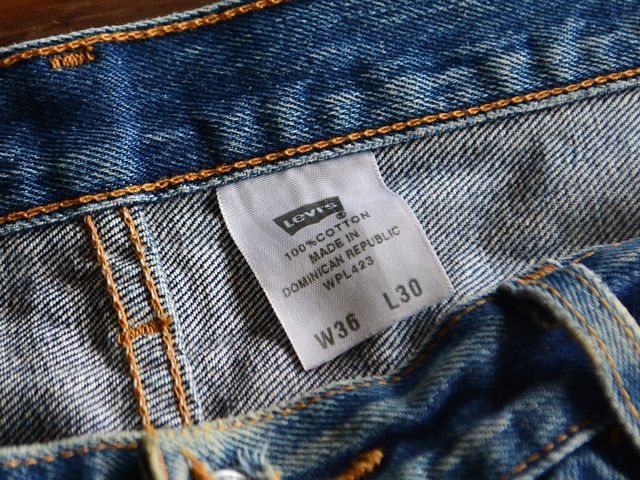 Levi's
100% COTTON
MADE IN
DOMINICAN REPUBLIC
WPL423
W36 L30